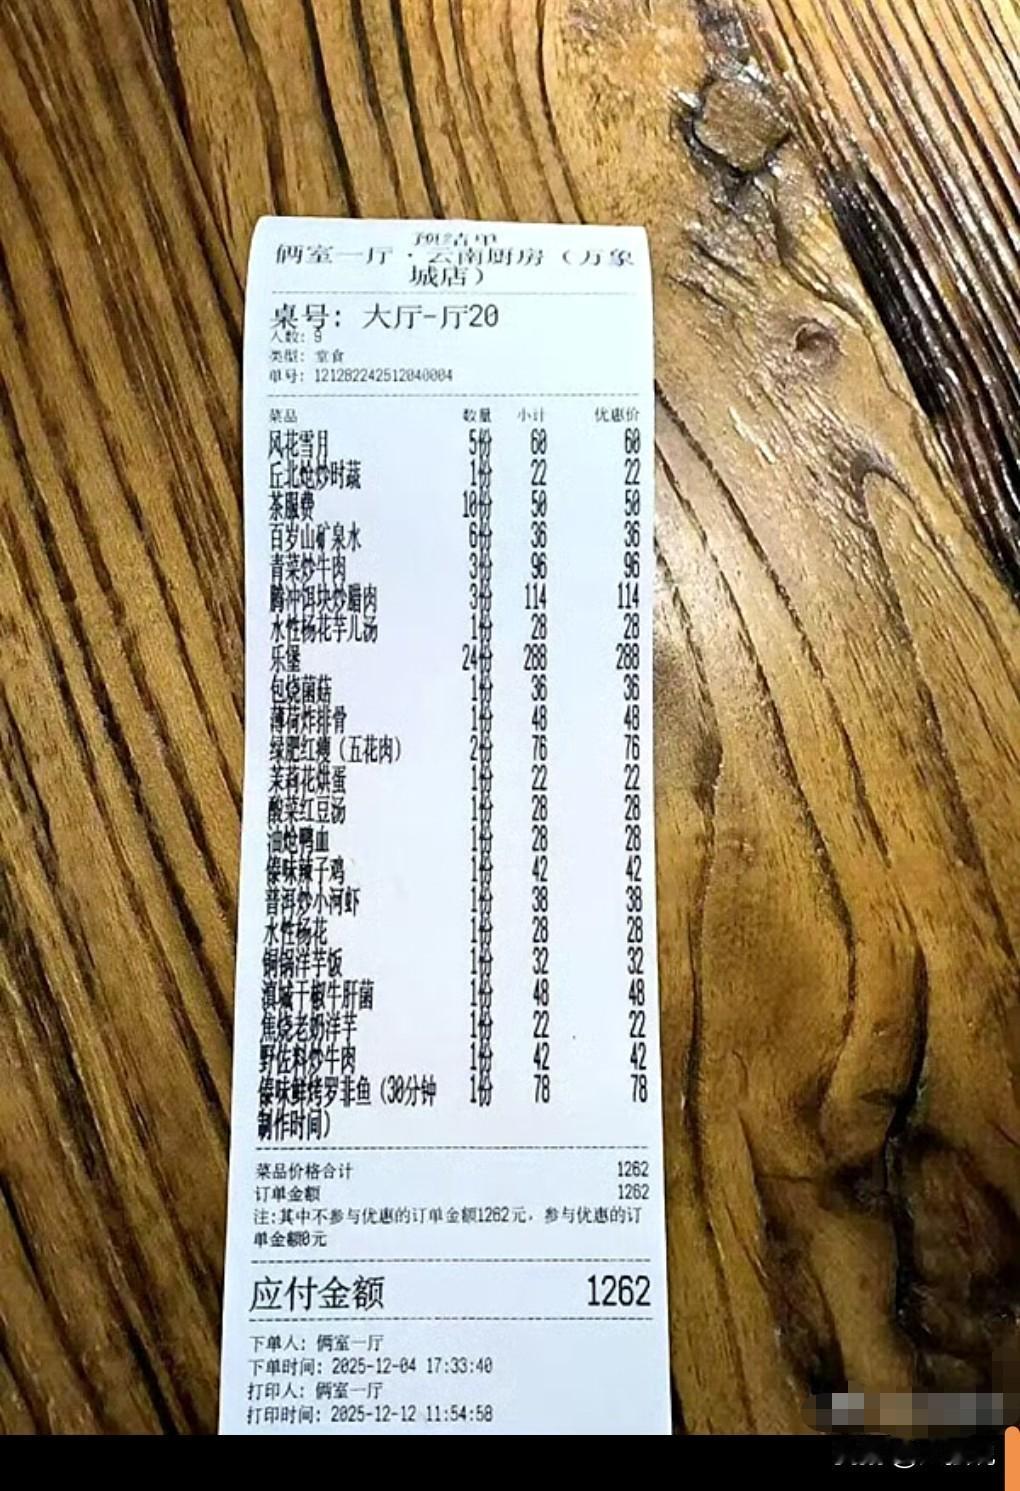 预结单
俩室一厅·云南厨房（万象
城店）
桌号: 大厅-厅20
人数: 9
类型: 堂食
单号: 121282242512040004
菜品 数量 小计 优惠价
风花雪月 5份 60 60
丘北炝炒时蔬 1份 22 22
茶服费 10份 50 50
百岁山矿泉水 6份 36 36
青菜炒牛肉 3份 96 96
腾冲饵块炒腊肉 3份 114 114
水性杨花芋儿汤 1份 28 28
乐堡 24份 288 288
包烧菌菇 1份 36 36
薄荷炸排骨 1份 48 48
绿肥红瘦（五花肉） 2份 76 76
茉莉花烘蛋 1份 22 22
酸菜红豆汤 1份 28 28
油炝鸭血 1份 28 28
傣味辣子鸡 1份 42 42
普洱炒小河虾 1份 38 38
水性杨花 1份 28 28
铜锅洋芋饭 1份 32 32
滇城干椒牛肝菌 1份 48 48
焦烧老奶洋芋 1份 22 22
野佐料炒牛肉 1份 42 42
傣味鲜烤罗非鱼（30分钟 1份 78 78
制作时间）
菜品价格合计 1262
订单金额 1262
注:其中不参与优惠的订单金额1262元，参与优惠的订
单金额0元
应付金额 1262
下单人: 俩室一厅
下单时间: 2025-12-04 17:33:40
打印人: 俩室一厅
打印时间: 2025-12-12 11:54:58